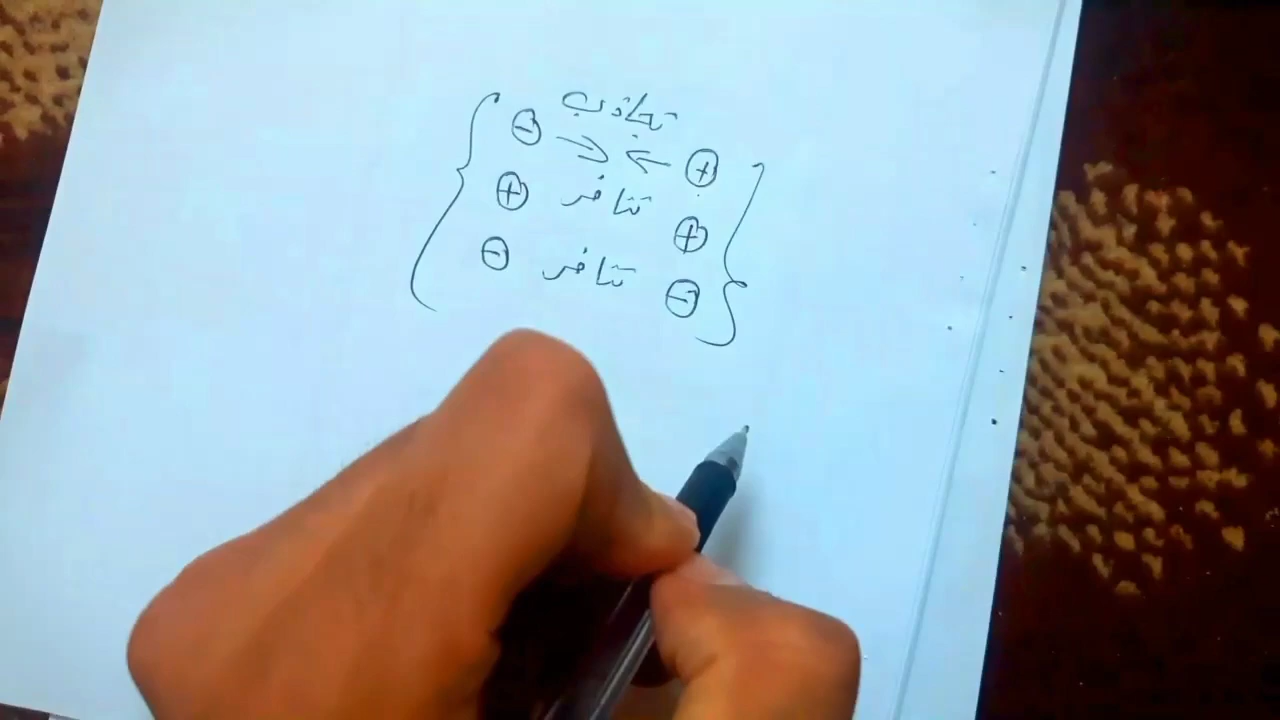 تجاذب
⊕ ← → ⊖
⊕ تنافر ⊕
⊖ تنافر ⊖